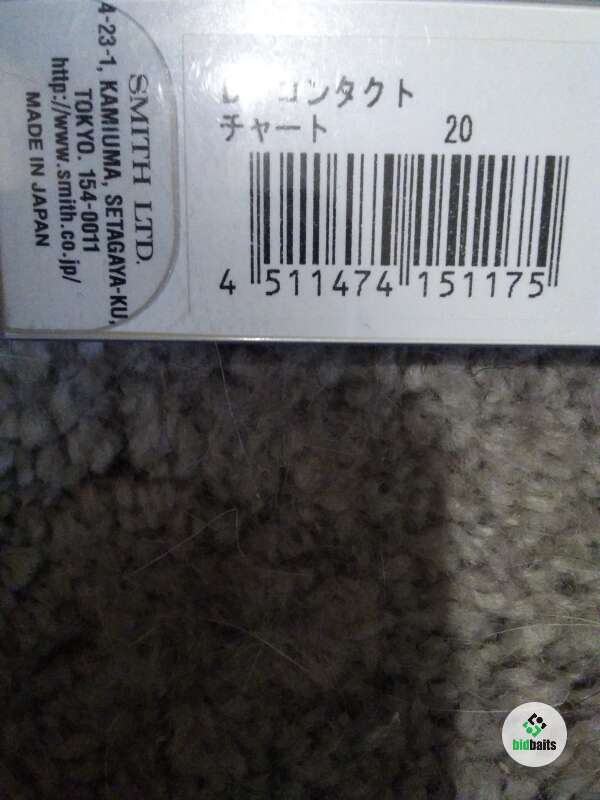 SMITH LTD.
4-23-1, KAMIUMA, SETAGAYA-KU,
TOKYO. 154-0011
http://www.smith.co.jp/
MADE IN JAPAN
コンタクト
チャート 20
4 511474 151175
bidbaits